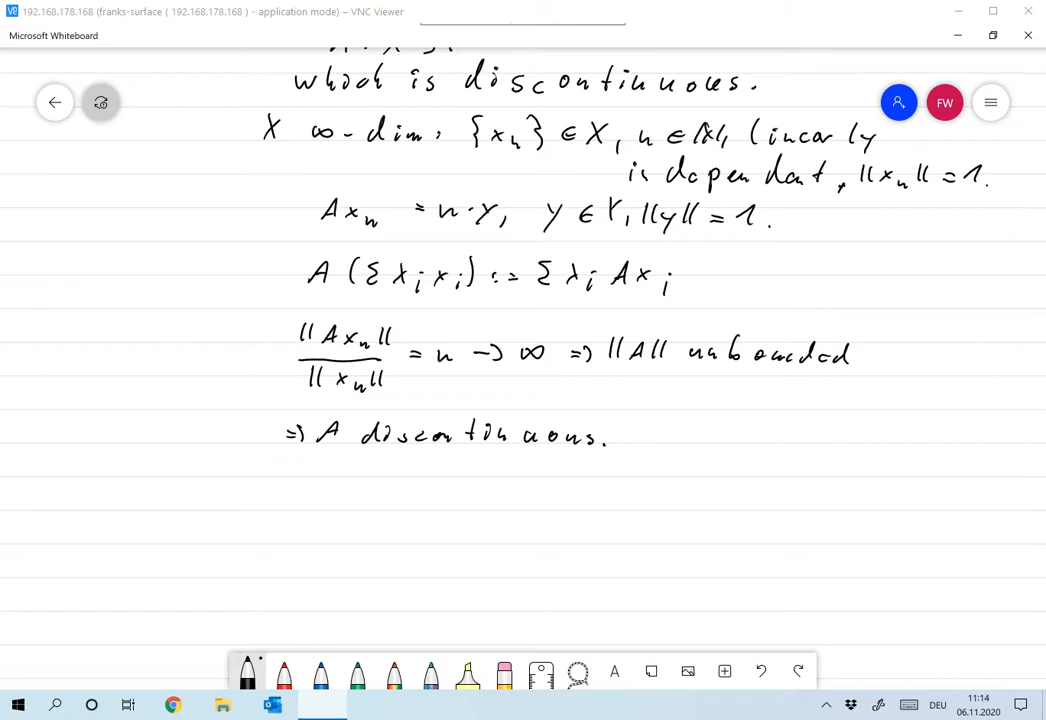 192.168.178.168 (franks-surface ( 192.168.178.168 ) - application mode) – VNC Viewer
Microsoft Whiteboard
which is discontinuous.
X ∞-dim, {xₙ} ∈ X, n ∈ ℕ, linearly
is dependent, ||xₙ|| = 1.
Axₙ = n·y, y ∈ Y, ||y|| = 1.
A (Σ λᵢ xᵢ) := Σ λᵢ Axᵢ
||Axₙ|| / ||xₙ|| = n → ∞ ⇒ ||A|| unbounded
⇒ A discontinuous.
FW
A
DEU
11:14
06.11.2020